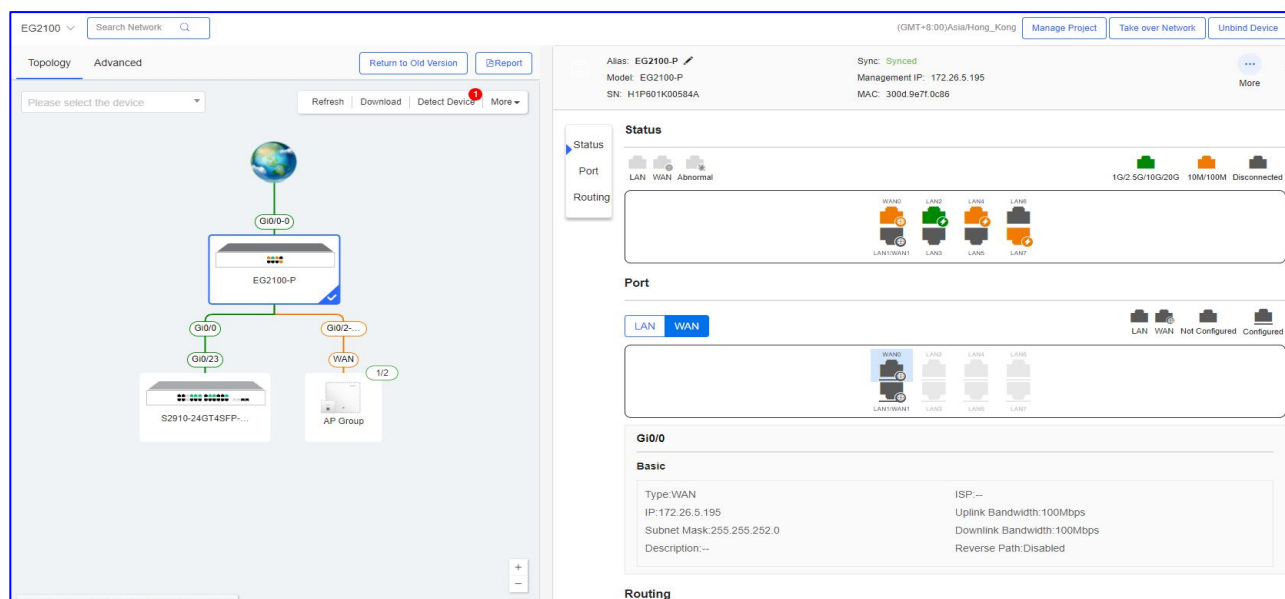 EG2100
Search Network
(GMT+8:00)Asia/Hong_Kong
Manage Project
Take over Network
Unbind Device
Topology
Advanced
Return to Old Version
Report
Please select the device
Refresh
Download
Detect Device
1
More
Gi0/0-0
EG2100-P
Gi0/0
Gi0/2-...
Gi0/23
WAN
1/2
S2910-24GT4SFP-...
AP Group
+
−
Alias: EG2100-P
Sync: Synced
Model: EG2100-P
Management IP: 172.26.5.195
SN: H1P601K00584A
MAC: 300d.9e7f.0c86
More
Status
Port
Routing
Status
LAN WAN Abnormal
1G/2.5G/10G/20G 10M/100M Disconnected
WAN0 LAN2 LAN4 LAN6
LAN1/WAN1 LAN3 LAN5 LAN7
Port
LAN WAN
LAN WAN Not Configured Configured
WAN0 LAN2 LAN4 LAN6
LAN1/WAN1 LAN3 LAN5 LAN7
Gi0/0
Basic
Type:WAN
ISP:--
IP:172.26.5.195
Uplink Bandwidth:100Mbps
Subnet Mask:255.255.252.0
Downlink Bandwidth:100Mbps
Description:--
Reverse Path:Disabled
Routing